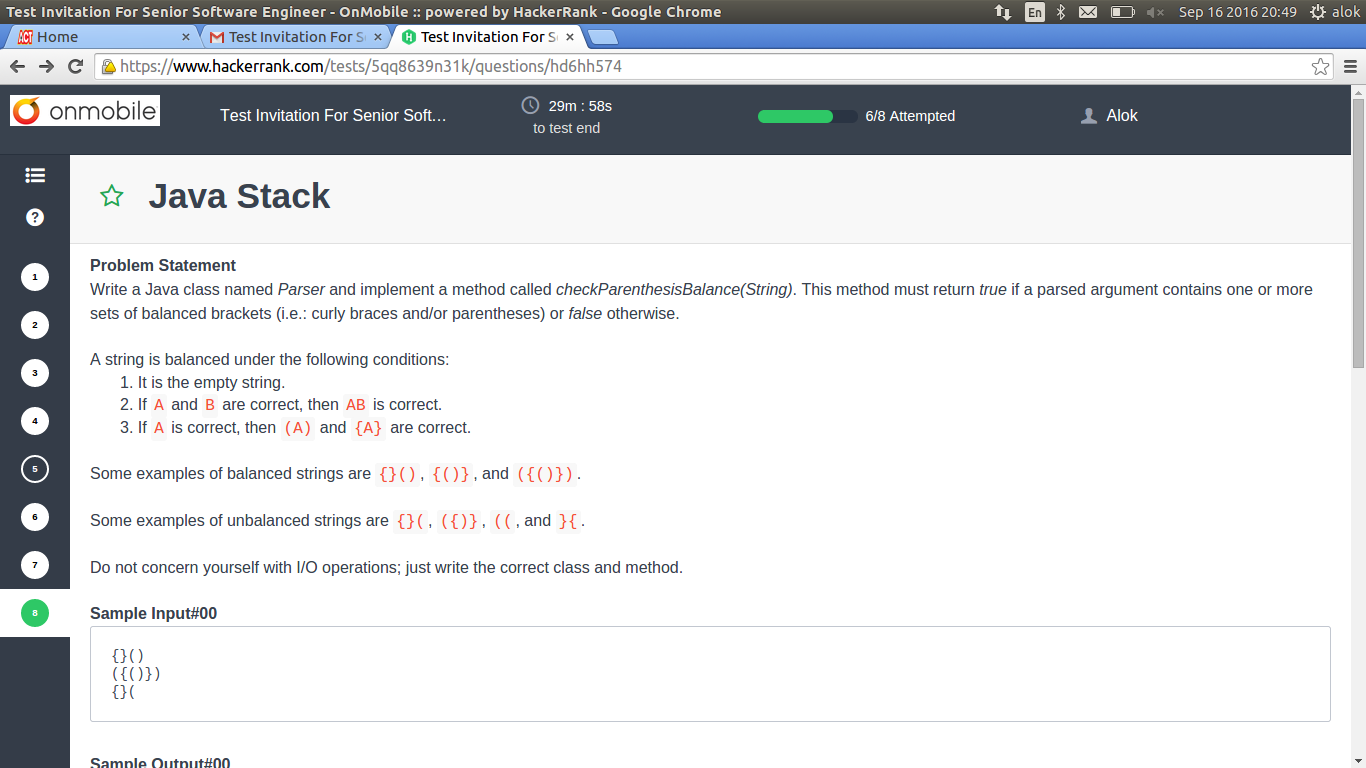 Test Invitation For Senior Software Engineer - OnMobile :: powered by HackerRank - Google Chrome
En
Sep 16 2016 20:49
alok
ACT Home
Test Invitation For S
Test Invitation For S
https://www.hackerrank.com/tests/5qq8639n31k/questions/hd6hh574
onmobile
Test Invitation For Senior Soft...
29m : 58s
to test end
6/8 Attempted
Alok
?
1
2
3
4
5
6
7
8
Java Stack
Problem Statement
Write a Java class named Parser and implement a method called checkParenthesisBalance(String). This method must return true if a parsed argument contains one or more
sets of balanced brackets (i.e.: curly braces and/or parentheses) or false otherwise.
A string is balanced under the following conditions:
1. It is the empty string.
2. If A and B are correct, then AB is correct.
3. If A is correct, then (A) and {A} are correct.
Some examples of balanced strings are {}(), {()}, and ({()}).
Some examples of unbalanced strings are {}(, ({)}, ((, and }{.
Do not concern yourself with I/O operations; just write the correct class and method.
Sample Input#00
{}()
({()})
{}(
Sample Output#00